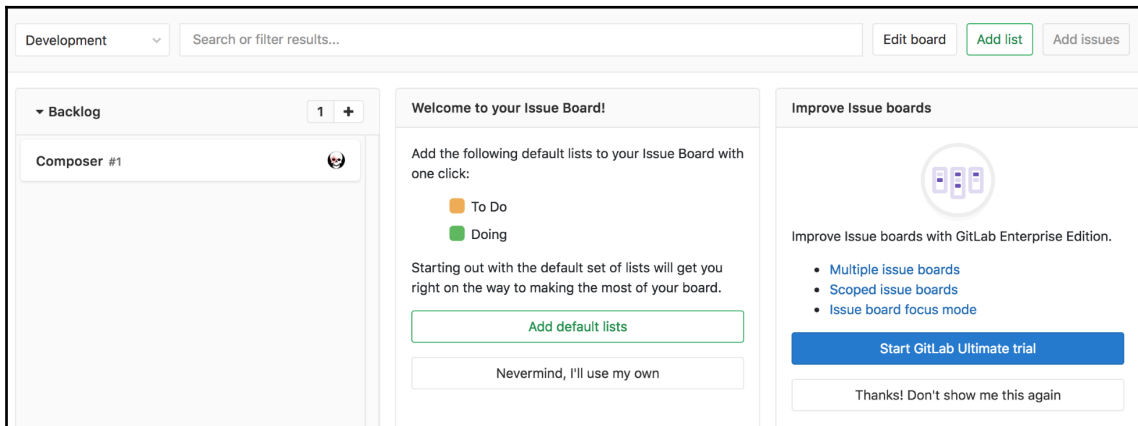 Development
Search or filter results...
Edit board
Add list
Add issues
Backlog
1 +
Composer #1
Welcome to your Issue Board!
Add the following default lists to your Issue Board with
one click:
To Do
Doing
Starting out with the default set of lists will get you
right on the way to making the most of your board.
Add default lists
Nevermind, I'll use my own
Improve Issue boards
Improve Issue boards with GitLab Enterprise Edition.
• Multiple issue boards
• Scoped issue boards
• Issue board focus mode
Start GitLab Ultimate trial
Thanks! Don't show me this again